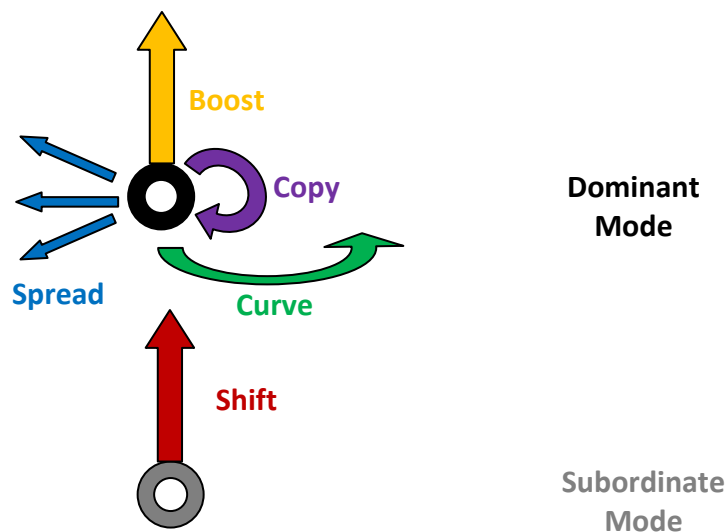 Boost
Copy
Dominant
Mode
Spread
Curve
Shift
Subordinate
Mode